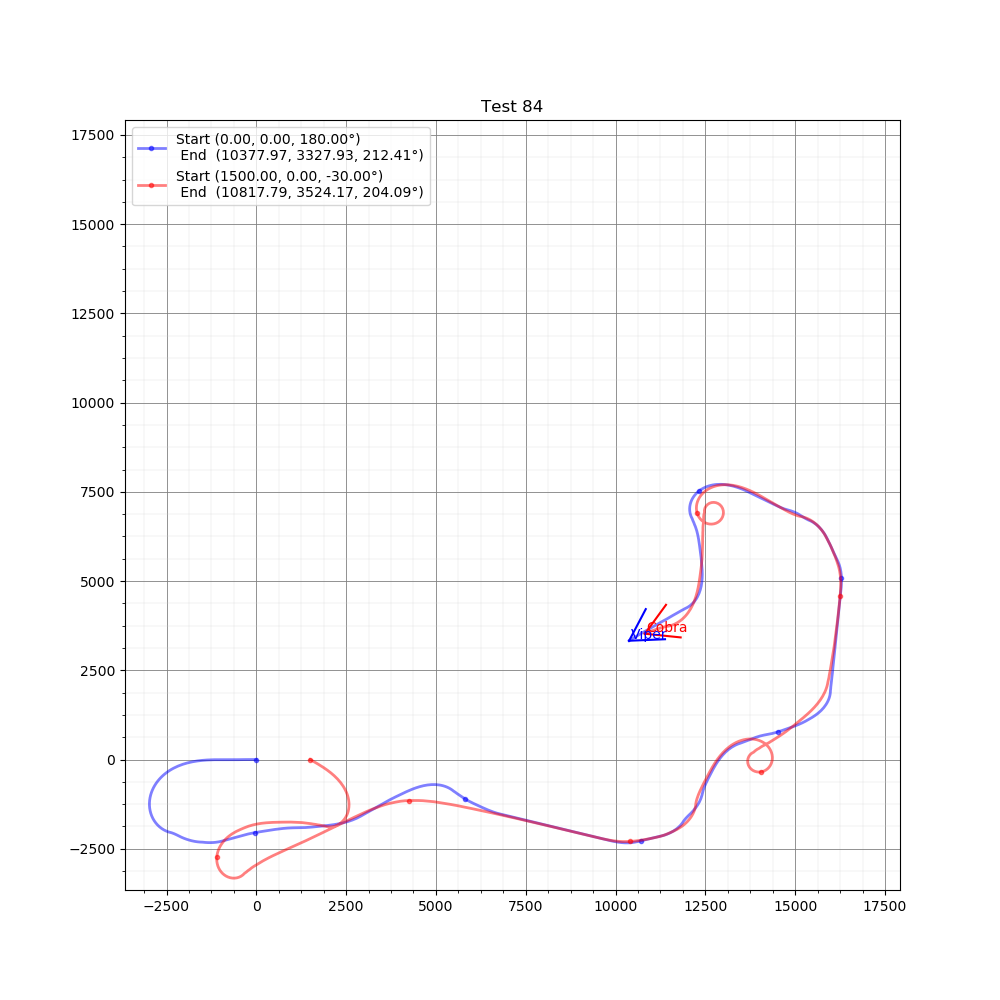 Test 84
Start (0.00, 0.00, 180.00°)
End (10377.97, 3327.93, 212.41°)
Start (1500.00, 0.00, -30.00°)
End (10817.79, 3524.17, 204.09°)
17500
15000
12500
10000
7500
5000
2500
0
−2500
Cobra
Viper
−2500 0 2500 5000 7500 10000 12500 15000 17500